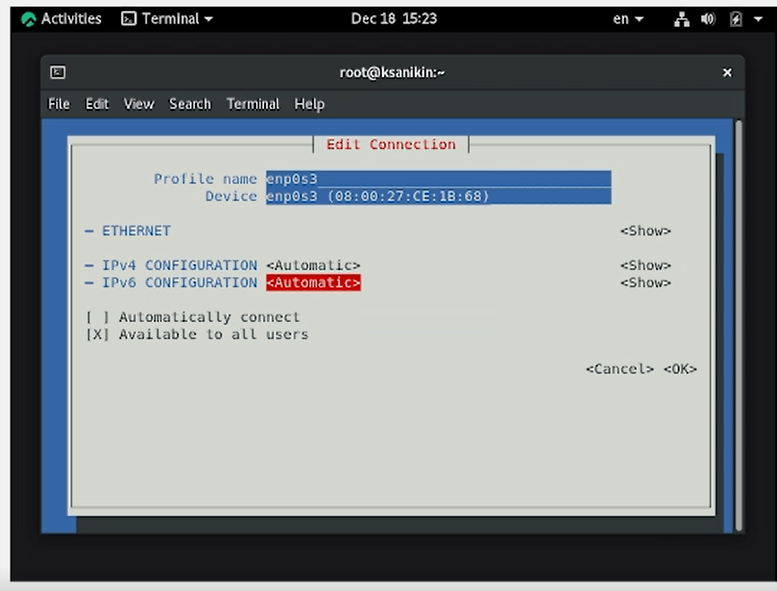 Activities Terminal Dec 18 15:23 en
root@ksanikin:~ ×
File Edit View Search Terminal Help
Edit Connection
Profile name enp0s3
Device enp0s3 (08:00:27:CE:1B:68)
— ETHERNET <Show>
— IPv4 CONFIGURATION <Automatic> <Show>
— IPv6 CONFIGURATION <Automatic> <Show>
[ ] Automatically connect
[X] Available to all users
<Cancel> <OK>